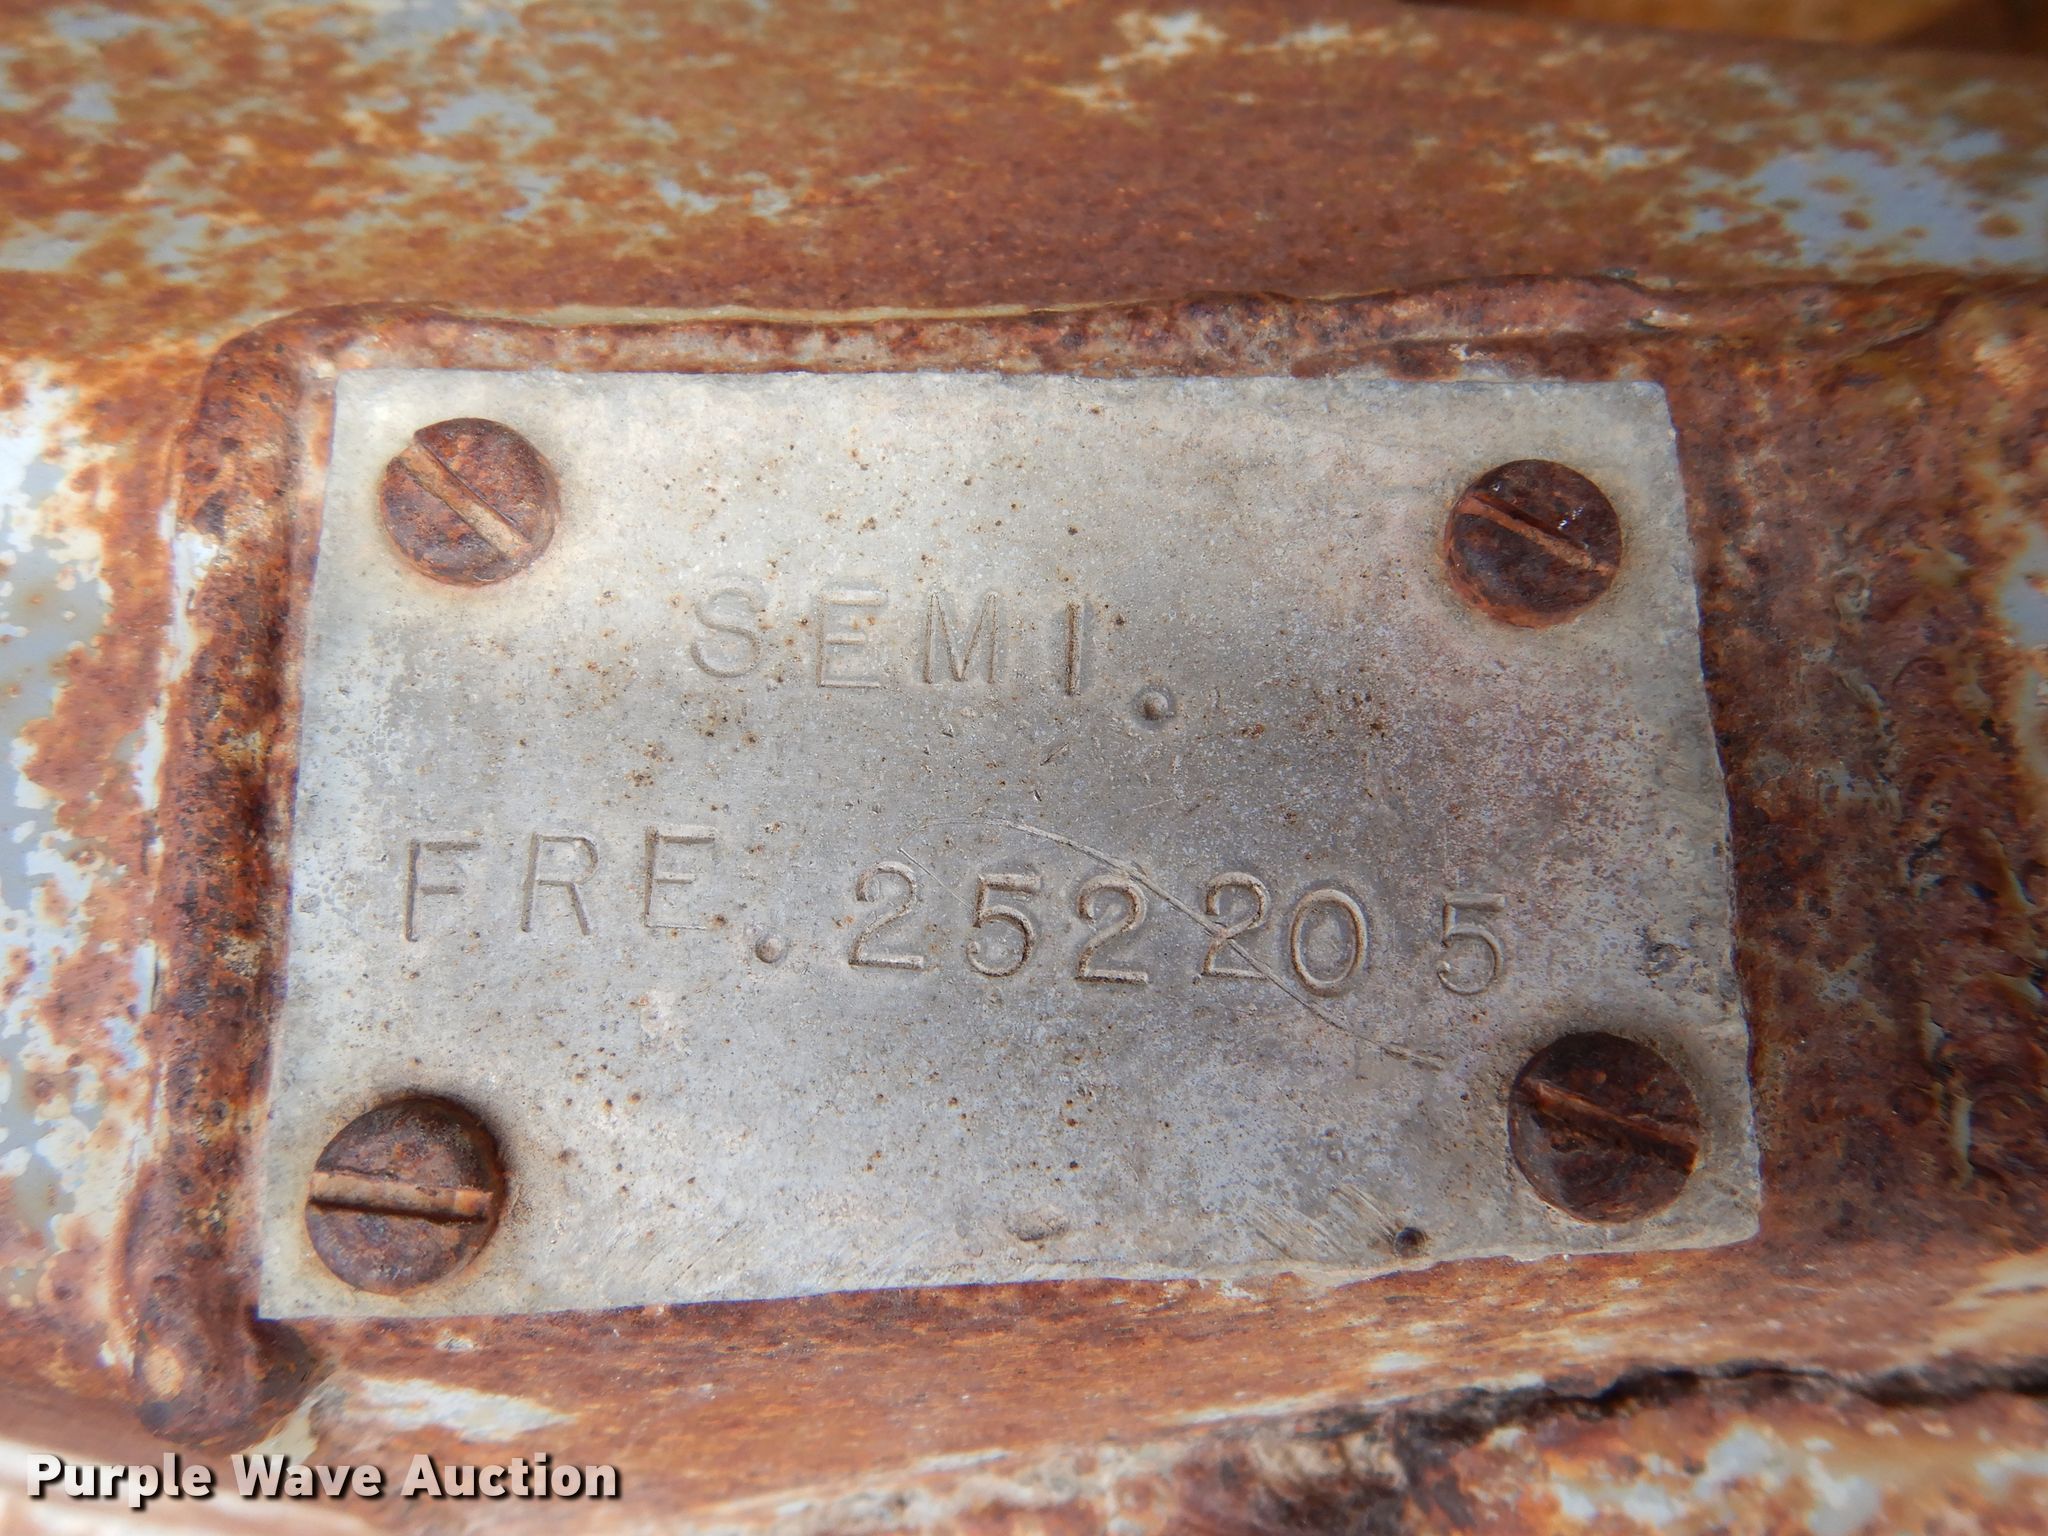 SEMI.
FRE.252205
Purple Wave Auction